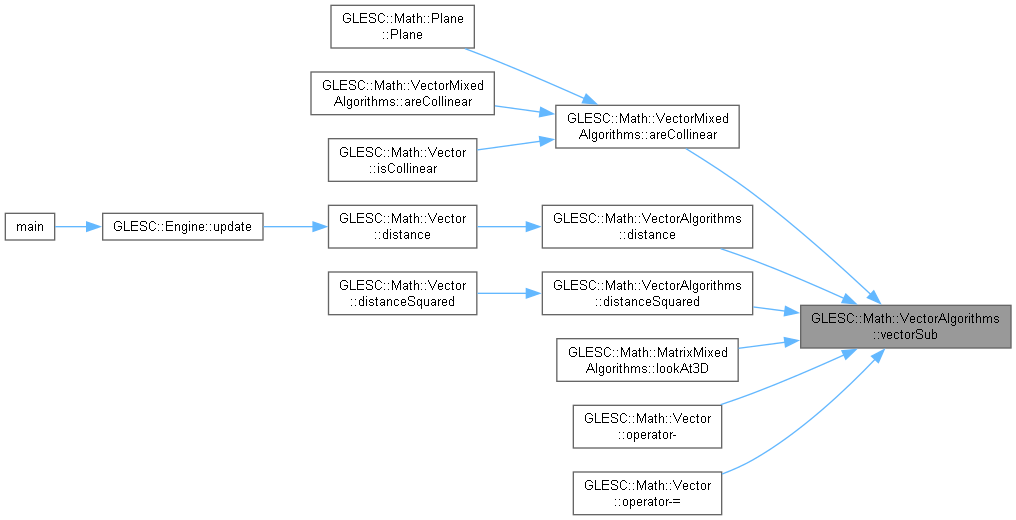 GLESC::Math::Plane
::Plane
GLESC::Math::VectorMixed
Algorithms::areCollinear
GLESC::Math::VectorMixed
Algorithms::areCollinear
GLESC::Math::Vector
::isCollinear
main
GLESC::Engine::update
GLESC::Math::Vector
::distance
GLESC::Math::VectorAlgorithms
::distance
GLESC::Math::Vector
::distanceSquared
GLESC::Math::VectorAlgorithms
::distanceSquared
GLESC::Math::VectorAlgorithms
::vectorSub
GLESC::Math::MatrixMixed
Algorithms::lookAt3D
GLESC::Math::Vector
::operator-
GLESC::Math::Vector
::operator-=